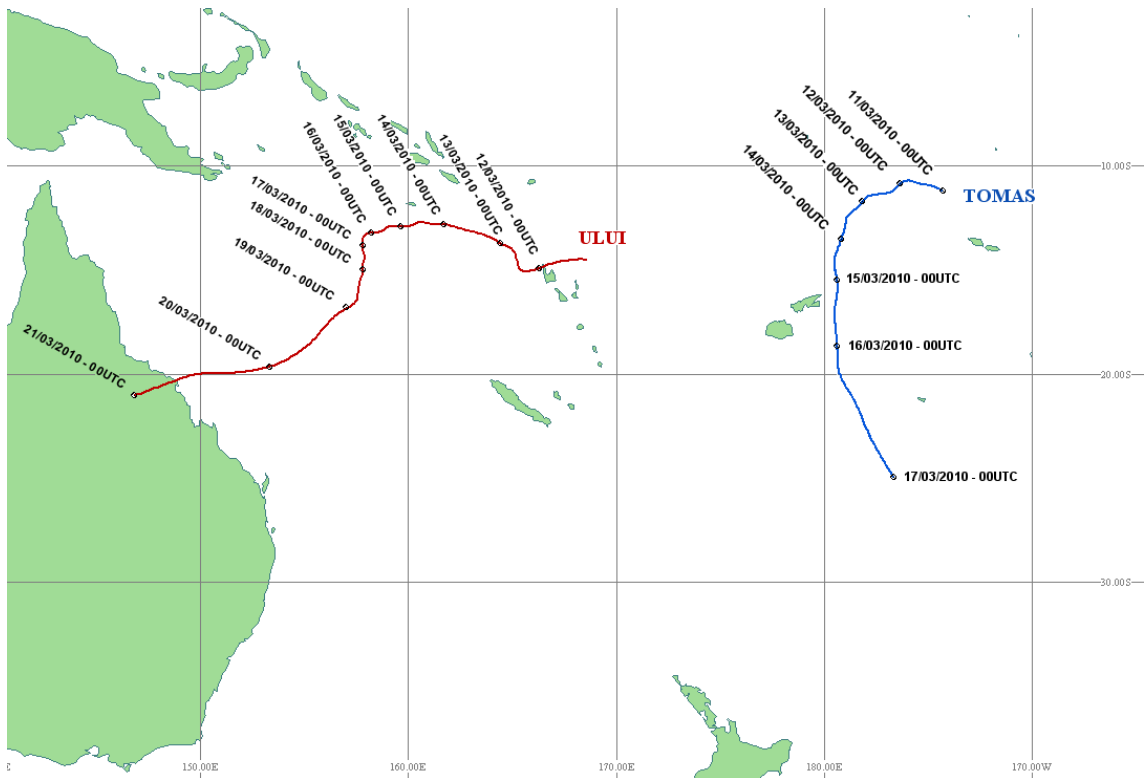 11/03/2010 - 00UTC
12/03/2010 - 00UTC
13/03/2010 - 00UTC
14/03/2010 - 00UTC
TOMAS
15/03/2010 - 00UTC
16/03/2010 - 00UTC
17/03/2010 - 00UTC
12/03/2010 - 00UTC
13/03/2010 - 00UTC
14/03/2010 - 00UTC
15/03/2010 - 00UTC
16/03/2010 - 00UTC
17/03/2010 - 00UTC
18/03/2010 - 00UTC
19/03/2010 - 00UTC
20/03/2010 - 00UTC
21/03/2010 - 00UTC
ULUI
10.00S
20.00S
30.00S
E
150.00E
160.00E
170.00E
180.00E
170.00W